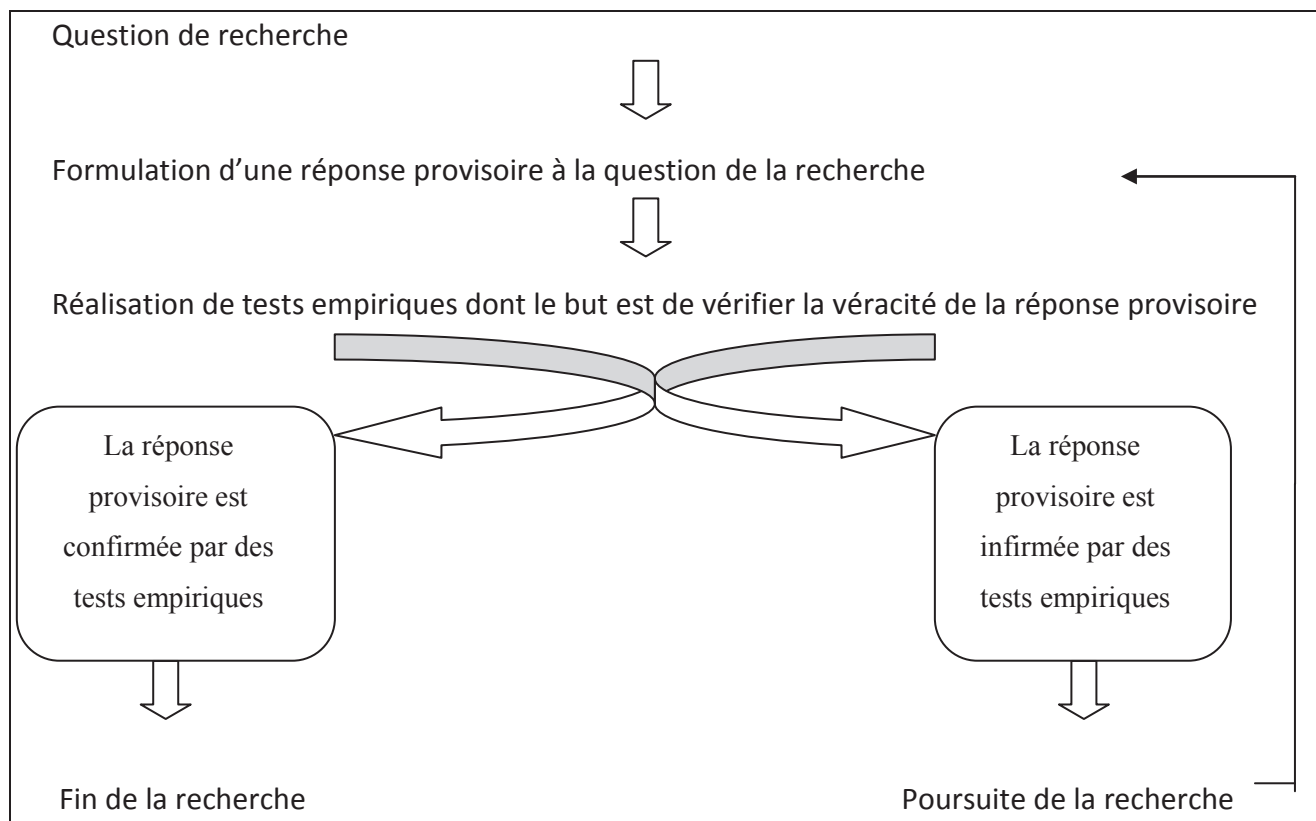 Question de recherche
Formulation d’une réponse provisoire à la question de la recherche
Réalisation de tests empiriques dont le but est de vérifier la véracité de la réponse provisoire
La réponse
provisoire est
confirmée par des
tests empiriques
La réponse
provisoire est
infirmée par des
tests empiriques
Fin de la recherche
Poursuite de la recherche